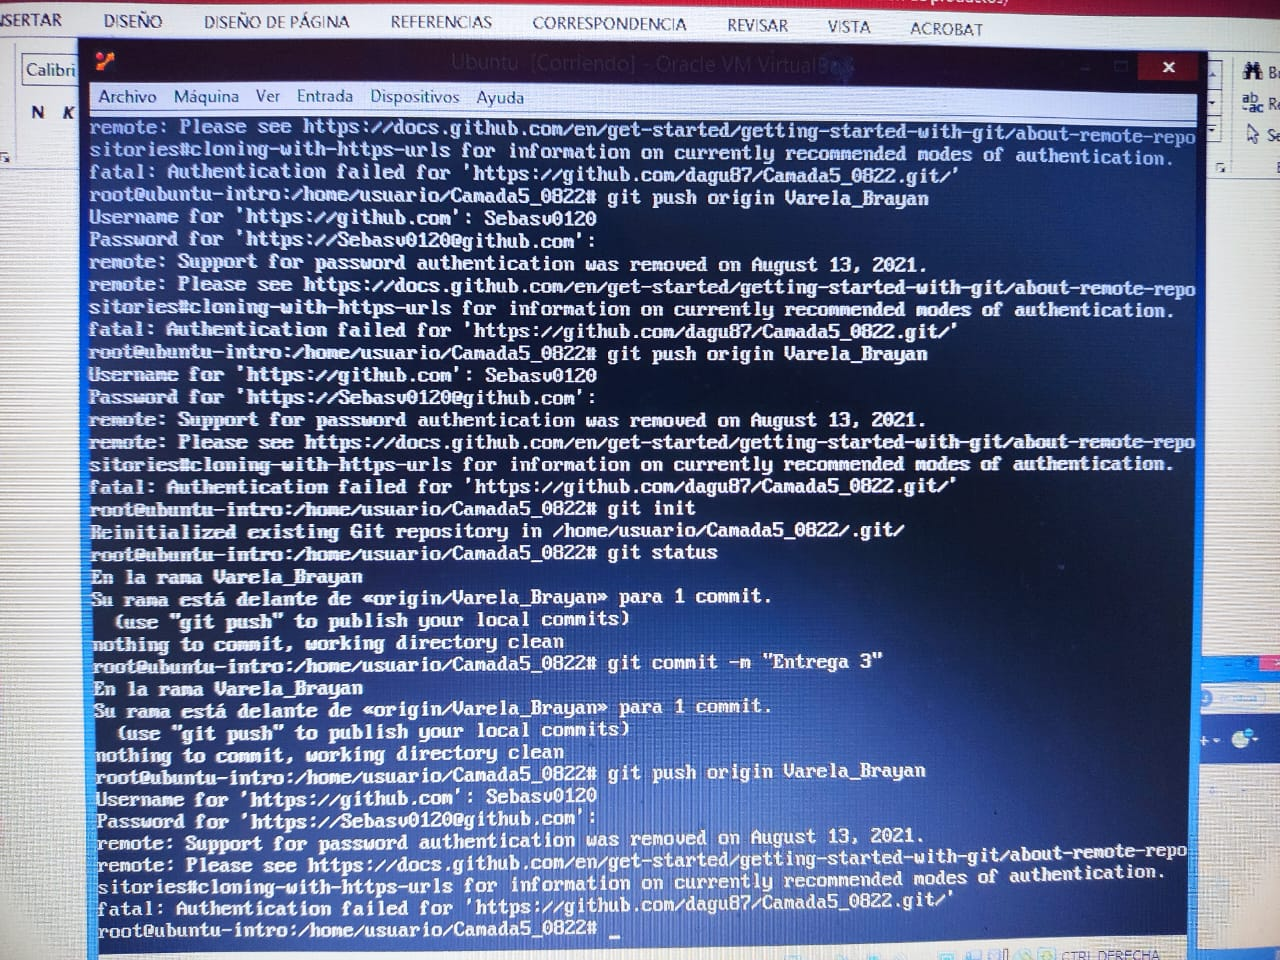 INSERTAR DISEÑO DISEÑO DE PÁGINA REFERENCIAS CORRESPONDENCIA REVISAR VISTA ACROBAT
Calibri
N K
Ubuntu [Corriendo] - Oracle VM VirtualBox
Archivo Máquina Ver Entrada Dispositivos Ayuda
remote: Please see https://docs.github.com/en/get-started/getting-started-with-git/about-remote-repo
sitories#cloning-with-https-urls for information on currently recommended modes of authentication.
fatal: Authentication failed for 'https://github.com/dagu87/Camada5_0822.git/'
root@ubuntu-intro:/home/usuario/Camada5_0822# git push origin Varela_Brayan
Username for 'https://github.com': Sebasv0120
Password for 'https://Sebasv0120@github.com':
remote: Support for password authentication was removed on August 13, 2021.
remote: Please see https://docs.github.com/en/get-started/getting-started-with-git/about-remote-repo
sitories#cloning-with-https-urls for information on currently recommended modes of authentication.
fatal: Authentication failed for 'https://github.com/dagu87/Camada5_0822.git/'
root@ubuntu-intro:/home/usuario/Camada5_0822# git push origin Varela_Brayan
Username for 'https://github.com': Sebasv0120
Password for 'https://Sebasv0120@github.com':
remote: Support for password authentication was removed on August 13, 2021.
remote: Please see https://docs.github.com/en/get-started/getting-started-with-git/about-remote-repo
sitories#cloning-with-https-urls for information on currently recommended modes of authentication.
fatal: Authentication failed for 'https://github.com/dagu87/Camada5_0822.git/'
root@ubuntu-intro:/home/usuario/Camada5_0822# git init
Reinitialized existing Git repository in /home/usuario/Camada5_0822/.git/
root@ubuntu-intro:/home/usuario/Camada5_0822# git status
En la rama Varela_Brayan
Su rama está delante de «origin/Varela_Brayan» para 1 commit.
(use "git push" to publish your local commits)
nothing to commit, working directory clean
root@ubuntu-intro:/home/usuario/Camada5_0822# git commit -m "Entrega 3"
En la rama Varela_Brayan
Su rama está delante de «origin/Varela_Brayan» para 1 commit.
(use "git push" to publish your local commits)
nothing to commit, working directory clean
root@ubuntu-intro:/home/usuario/Camada5_0822# git push origin Varela_Brayan
Username for 'https://github.com': Sebasv0120
Password for 'https://Sebasv0120@github.com':
remote: Support for password authentication was removed on August 13, 2021.
remote: Please see https://docs.github.com/en/get-started/getting-started-with-git/about-remote-repo
sitories#cloning-with-https-urls for information on currently recommended modes of authentication.
fatal: Authentication failed for 'https://github.com/dagu87/Camada5_0822.git/'
root@ubuntu-intro:/home/usuario/Camada5_0822# _
CTRL DERECHA